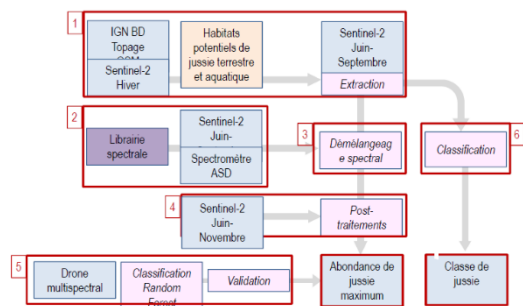 1
IGN BD
Topage
Sentinel-2
Hiver
Habitats
potentiels de
jussie terrestre
et aquatique
Sentinel-2
Juin-
Septembre
Extraction
2
Librairie
spectrale
Sentinel-2
Juin-
Spectromètre
ASD
3
Démélangeag
e spectral
Classification
6
4
Sentinel-2
Juin-
Novembre
Post-
traitements
5
Drone
multispectral
Classification
Random
Forest
Validation
Abondance de
jussie
maximum
Classe de
jussie